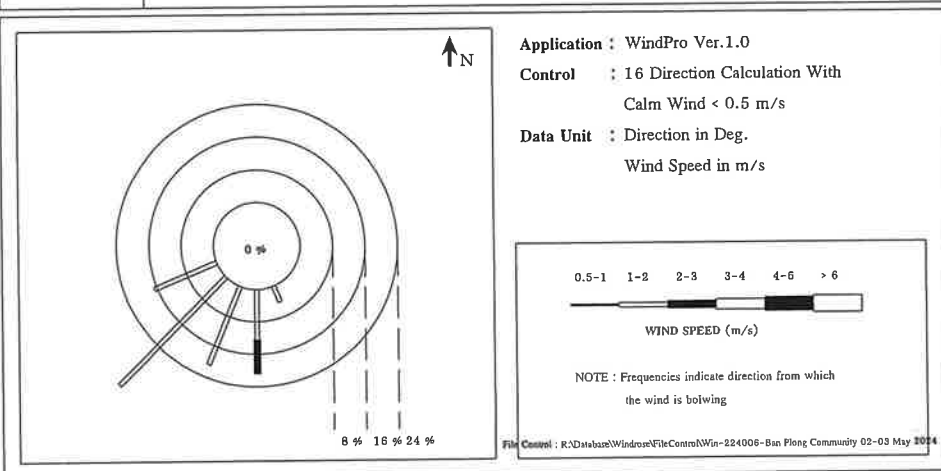 N
0 %
8 % 16 % 24 %
Application : WindPro Ver.1.0
Control : 16 Direction Calculation With
Calm Wind < 0.5 m/s
Data Unit : Direction in Deg.
Wind Speed in m/s
0.5-1 1-2 2-3 3-4 4-6 > 6
WIND SPEED (m/s)
NOTE : Frequencies indicate direction from which
the wind is bolwing
File Control : R:\Database\Windrose\FileControl\Win-224006-Ban Plong Community 02-03 May 2024